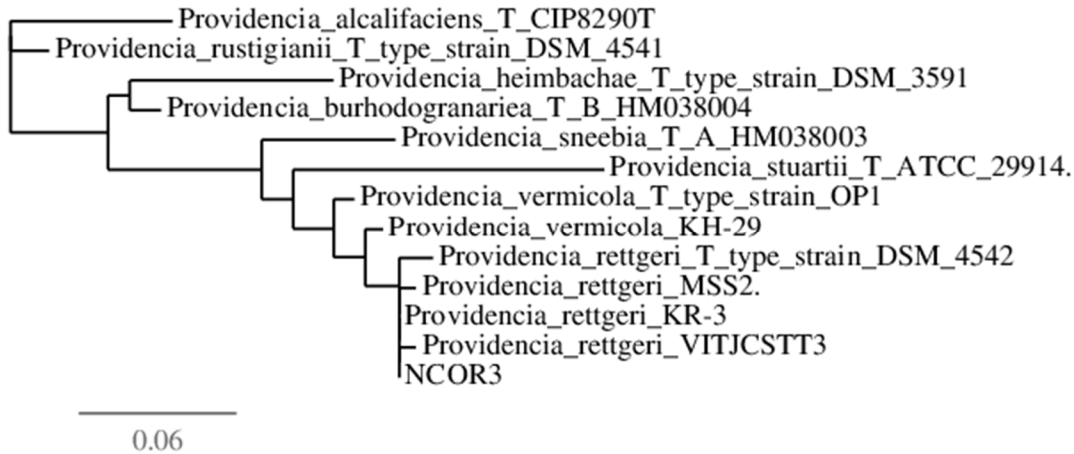 Providencia_alcalifaciens_T_CIP8290T
Providencia_rustigianii_T_type_strain_DSM_4541
Providencia_heimbachae_T_type_strain_DSM_3591
Providencia_burhodogranariea_T_B_HM038004
Providencia_sneebia_T_A_HM038003
Providencia_stuartii_T_ATCC_29914.
Providencia_vermicola_T_type_strain_OP1
Providencia_vermicola_KH-29
Providencia_rettgeri_T_type_strain_DSM_4542
Providencia_rettgeri_MSS2.
Providencia_rettgeri_KR-3
Providencia_rettgeri_VITJCSTT3
NCOR3
0.06